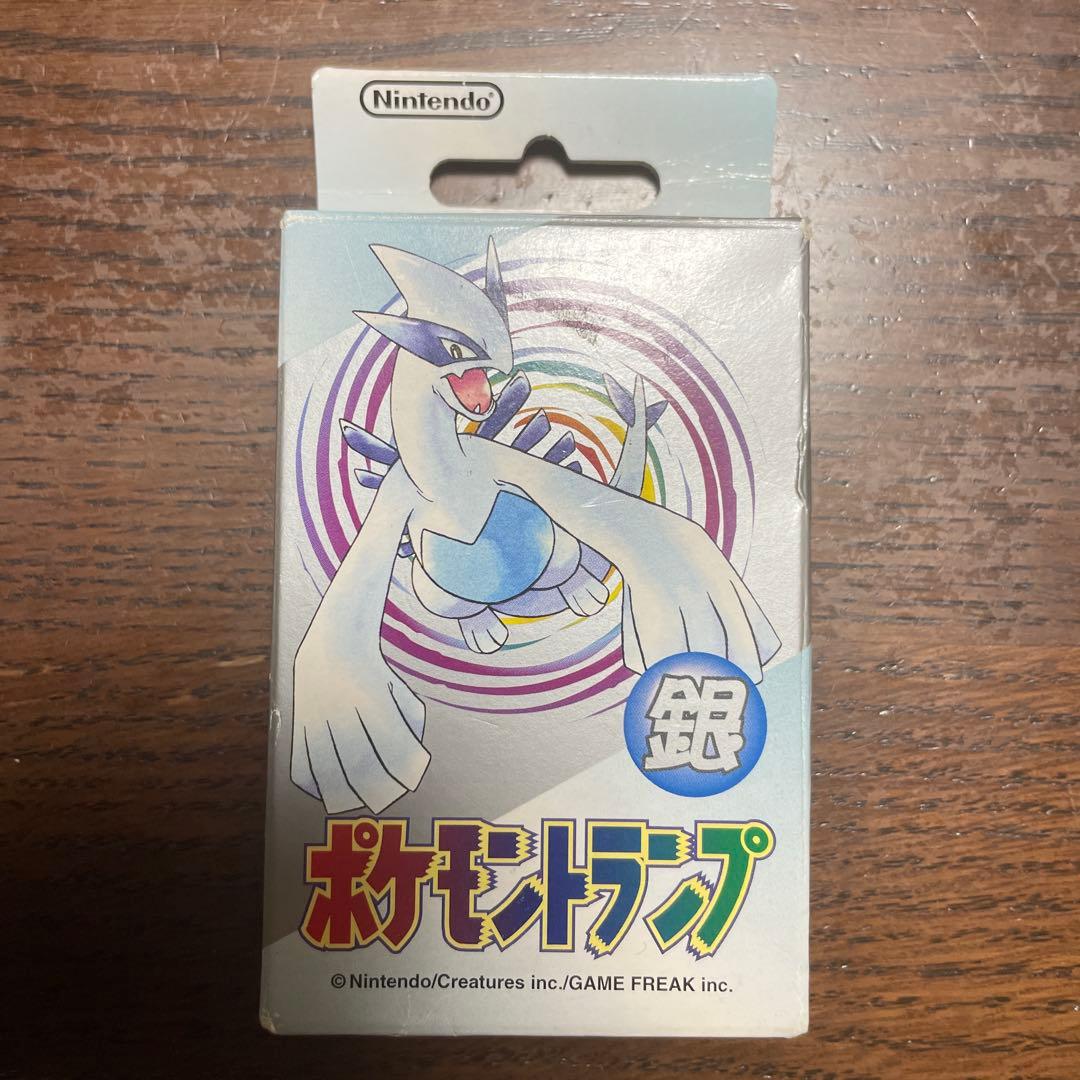 Nintendo®
銀
ポケモントランプ
©Nintendo/Creatures inc./GAME FREAK inc.